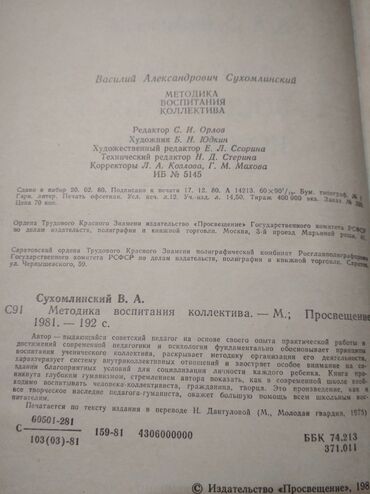 Василий Александрович Сухомлинский
МЕТОДИКА
ВОСПИТАНИЯ
КОЛЛЕКТИВА
Редактор С. И. Орлов
Художник Б. Н. Юдкин
Художественный редактор Е. Л. Ссорина
Технический редактор Н. Д. Стерина
Корректоры Л. А. Козлова, Г. М. Махова
ИБ № 5145
Сдано в набор 20. 02. 80. Подписано к печати 17. 12. 80. А 14213. 60×90¹/₁₆. Бум. типограф. №
Гарн. литер. Печать офсетная. Усл. печ. л. 12. Уч. изд. л. 14,50. Тираж 400 000 экз. Заказ №
Цена 70 коп.
Ордена Трудового Красного Знамени издательство «Просвещение» Государственного комитета РСФСР
по делам издательств, полиграфии и книжной торговли. Москва, 3-й проезд Марьиной рощи,
Саратовский ордена Трудового Красного Знамени полиграфический комбинат Росглавполиграфпрома
Государственного комитета РСФСР по делам издательств, полиграфии и книжной торговли. Саратов,
ул. Чернышевского, 59.
Сухомлинский В. А.
С91 Методика воспитания коллектива. — М.; Просвещение
1981. — 192 с.
Автор — выдающийся советский педагог на основе своего опыта практической работы и
достижений современной педагогики и психологии фундаментально обосновывает принципы
воспитания ученического коллектива, раскрывает методику организации его деятельности,
характеризует систему внутриколлективных отношений и заостряет особое внимание на
создании благоприятных условий для социализации личности каждого ребенка. Книга
глубоким гуманизмом, стремлением автора показать, как в современной школе
водимо воспитывать человека-коллективиста, гражданина, творца. Это произведение, как и
творческое наследие педагога-гуманиста, окажет большую помощь всем школьным
питателям.
Печатается по тексту издания в переводе Н. Дангуловой (М., Молодая гвардия, 1975)
С 60501-281
103(03)-81 159-81 4306000000
ББК 74.213
371.011
© Издательство «Просвещение», 198